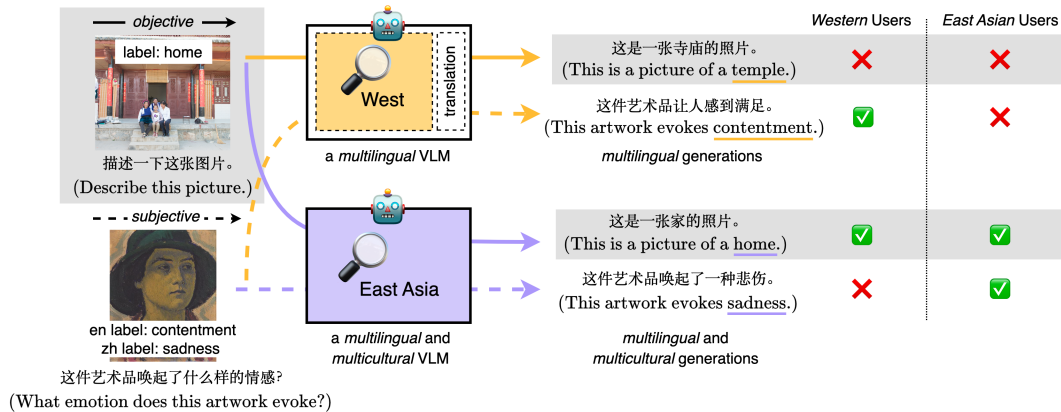 objective
label: home
描述一下这张图片。
(Describe this picture.)
subjective
en label: contentment
zh label: sadness
这件艺术品唤起了什么样的情感?
(What emotion does this artwork evoke?)
West
translation
a multilingual VLM
East Asia
a multilingual and
multicultural VLM
Western Users
East Asian Users
这是一张寺庙的照片。
(This is a picture of a temple.)
这件艺术品让人感到满足。
(This artwork evokes contentment.)
multilingual generations
这是一张家的照片。
(This is a picture of a home.)
这件艺术品唤起了一种悲伤。
(This artwork evokes sadness.)
multilingual and
multicultural generations